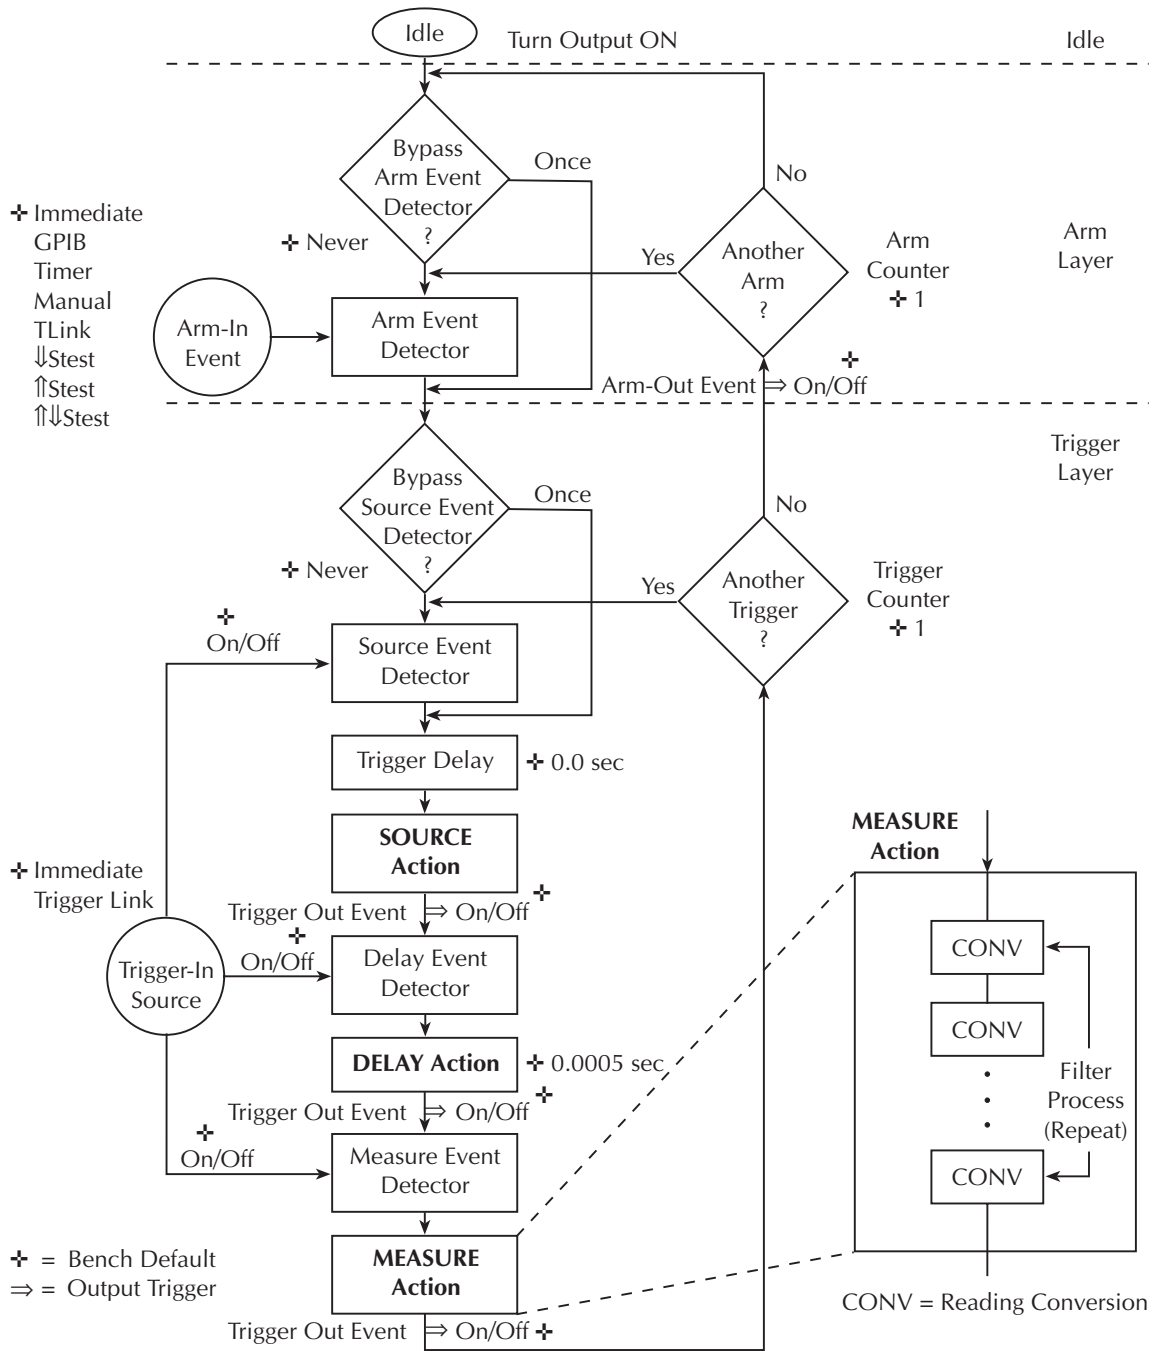 Idle
Turn Output ON
Idle
Bypass
Arm Event
Detector
?
Once
No
✛ Immediate
GPIB
Timer
Manual
TLink
⇓Stest
⇑Stest
⇑⇓Stest
✛ Never
Yes
Another
Arm
?
Arm
Counter
✛ 1
Arm
Layer
Arm-In
Event
Arm Event
Detector
✛
Arm-Out Event ⇒ On/Off
Trigger
Layer
Bypass
Source Event
Detector
?
Once
No
✛ Never
Yes
Another
Trigger
?
Trigger
Counter
✛ 1
✛
On/Off
Source Event
Detector
Trigger Delay
✛ 0.0 sec
SOURCE
Action
✛ Immediate
Trigger Link
Trigger Out Event ⇒ On/Off ✛
Trigger-In
Source
✛
On/Off
Delay Event
Detector
DELAY Action
✛ 0.0005 sec
Trigger Out Event ⇒ On/Off ✛
✛
On/Off
Measure Event
Detector
MEASURE
Action
Trigger Out Event ⇒ On/Off ✛
✛ = Bench Default
⇒ = Output Trigger
MEASURE
Action
CONV
CONV
Filter
Process
(Repeat)
CONV
CONV = Reading Conversion